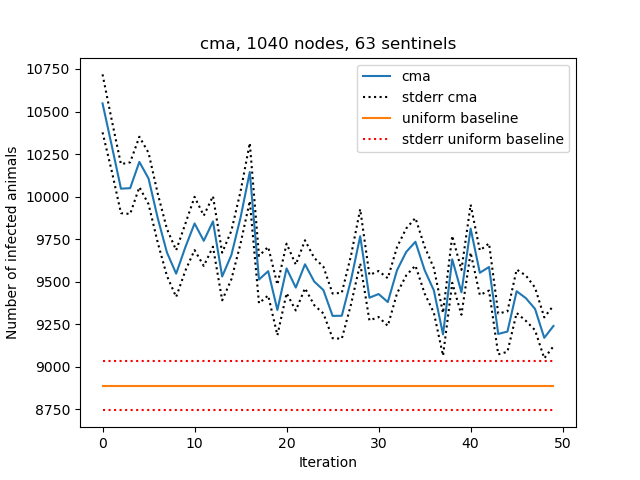 cma, 1040 nodes, 63 sentinels
10750
10500
10250
10000
9750
9500
9250
9000
8750
Number of infected animals
cma
stderr cma
uniform baseline
stderr uniform baseline
0
10
20
30
40
50
Iteration